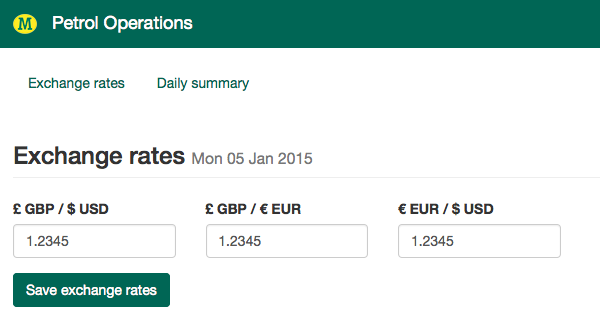 M Petrol Operations
Exchange rates Daily summary
Exchange rates Mon 05 Jan 2015
£ GBP / $ USD £ GBP / € EUR € EUR / $ USD
1.2345 1.2345 1.2345
Save exchange rates